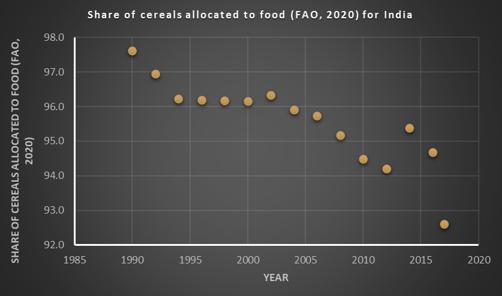 Share of cereals allocated to food (FAO, 2020) for India
SHARE OF CEREALS ALLOCATED TO FOOD (FAO,
2020)
98.0
97.0
96.0
95.0
94.0
93.0
92.0
1985 1990 1995 2000 2005 2010 2015 2020
YEAR